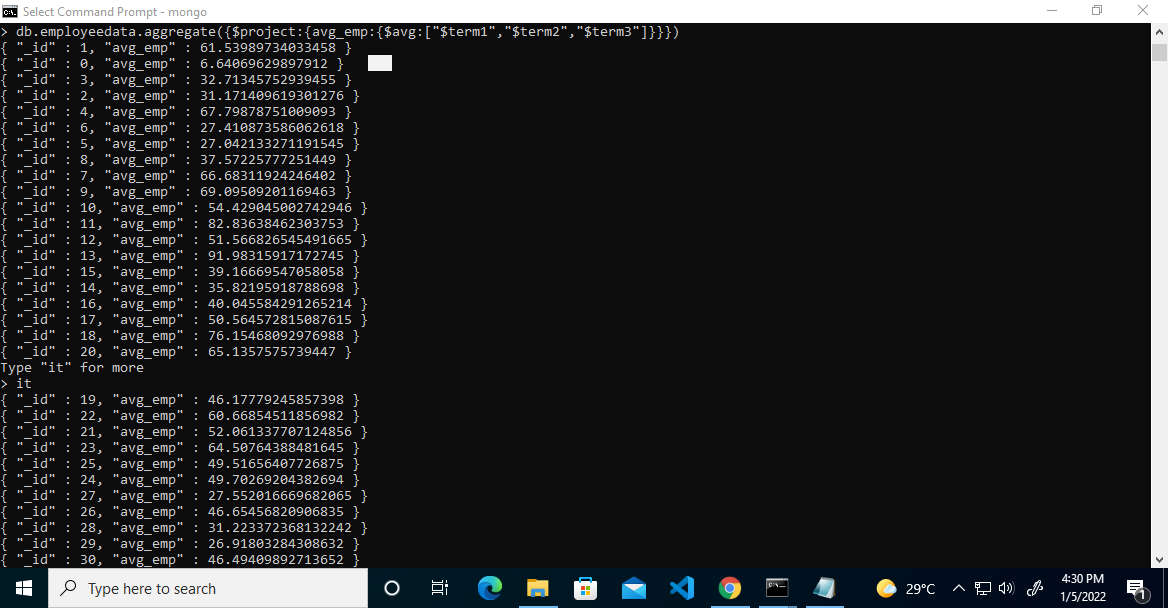 Select Command Prompt - mongo
> db.employeedata.aggregate({$project:{avg_emp:{$avg:["$term1","$term2","$term3"]}}})
{ "_id" : 1, "avg_emp" : 61.53989734033458 }
{ "_id" : 0, "avg_emp" : 6.64069629897912 }
{ "_id" : 3, "avg_emp" : 32.71345752939455 }
{ "_id" : 2, "avg_emp" : 31.171409619301276 }
{ "_id" : 4, "avg_emp" : 67.79878751009093 }
{ "_id" : 6, "avg_emp" : 27.410873586062618 }
{ "_id" : 5, "avg_emp" : 27.042133271191545 }
{ "_id" : 8, "avg_emp" : 37.57225777251449 }
{ "_id" : 7, "avg_emp" : 66.68311924246402 }
{ "_id" : 9, "avg_emp" : 69.09509201169463 }
{ "_id" : 10, "avg_emp" : 54.429045002742946 }
{ "_id" : 11, "avg_emp" : 82.83638462303753 }
{ "_id" : 12, "avg_emp" : 51.566826545491665 }
{ "_id" : 13, "avg_emp" : 91.98315917172745 }
{ "_id" : 15, "avg_emp" : 39.16669547058058 }
{ "_id" : 14, "avg_emp" : 35.82195918788698 }
{ "_id" : 16, "avg_emp" : 40.045584291265214 }
{ "_id" : 17, "avg_emp" : 50.564572815087615 }
{ "_id" : 18, "avg_emp" : 76.15468092976988 }
{ "_id" : 20, "avg_emp" : 65.1357575739447 }
Type "it" for more
> it
{ "_id" : 19, "avg_emp" : 46.17779245857398 }
{ "_id" : 22, "avg_emp" : 60.66854511856982 }
{ "_id" : 21, "avg_emp" : 52.061337707124856 }
{ "_id" : 23, "avg_emp" : 64.50764388481645 }
{ "_id" : 25, "avg_emp" : 49.51656407726875 }
{ "_id" : 24, "avg_emp" : 49.70269204382694 }
{ "_id" : 27, "avg_emp" : 27.552016669682065 }
{ "_id" : 26, "avg_emp" : 46.65456820906835 }
{ "_id" : 28, "avg_emp" : 31.223372368132242 }
{ "_id" : 29, "avg_emp" : 26.91803284308632 }
{ "_id" : 30, "avg_emp" : 46.49409892713652 }
Type here to search
29°C
4:30 PM
1/5/2022
1